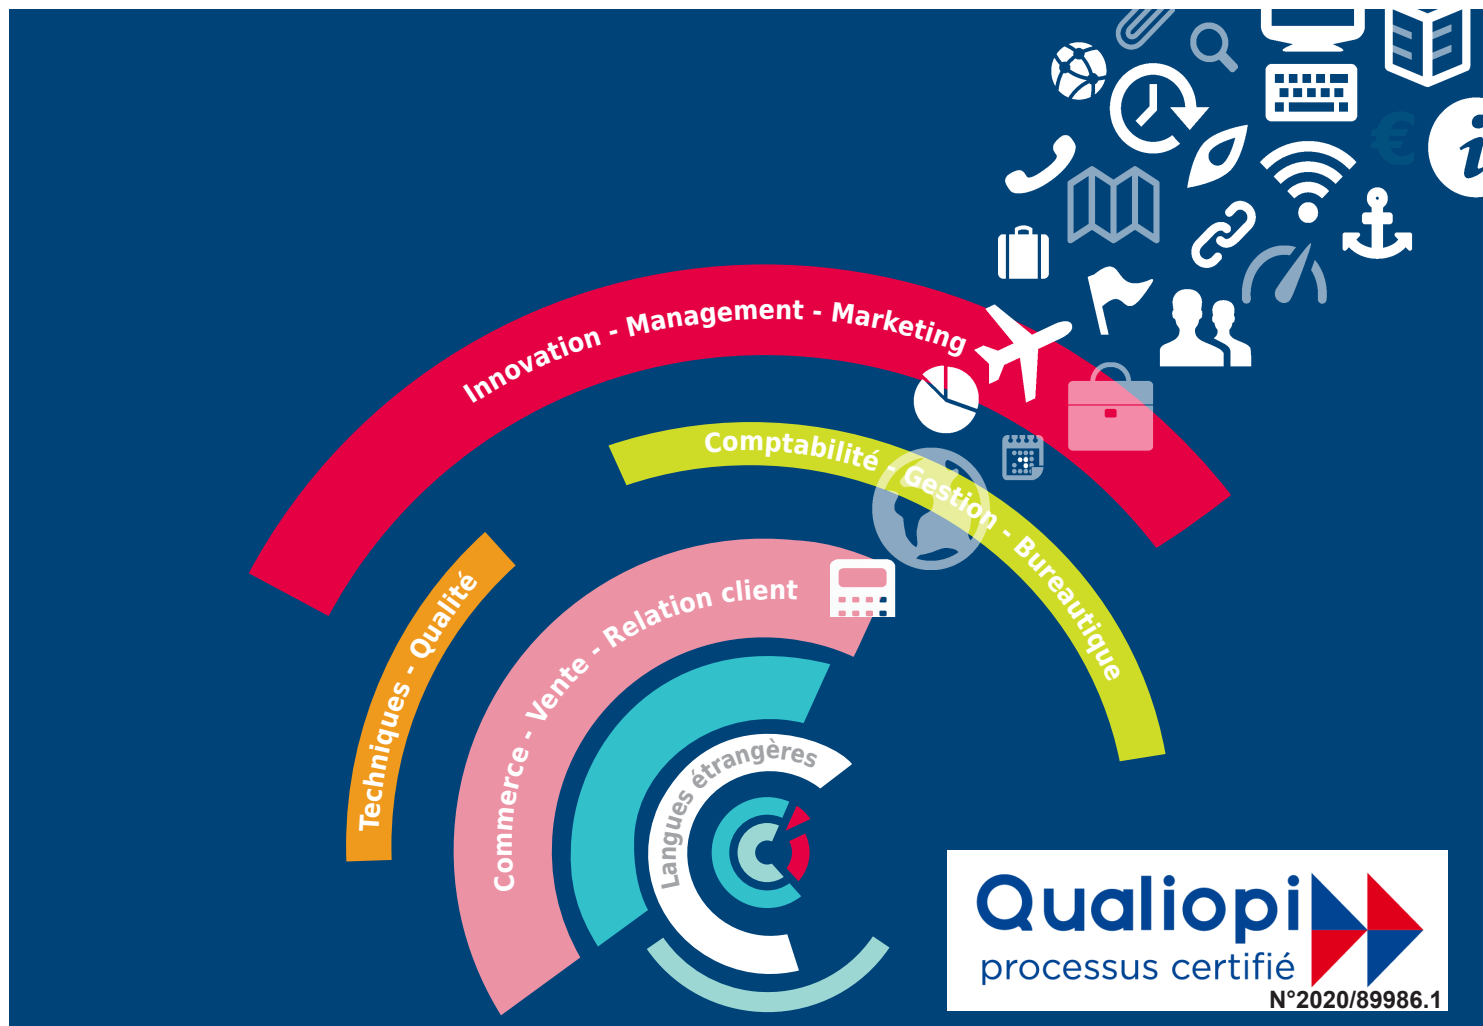 Innovation - Management - Marketing
Comptabilité - Gestion - Bureautique
Techniques - Qualité
Commerce - Vente - Relation client
Langues étrangères
Qualiopi
processus certifié
N°2020/89986.1